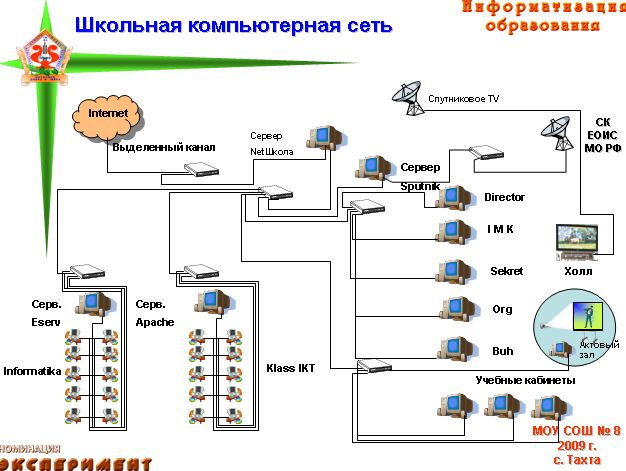 Школьная компьютерная сеть
Информатизация
образования
Internet
Выделенный канал
Сервер
NetШкола
Спутниковое TV
СК
ЕОИС
МО РФ
Сервер
Sputnik
Director
I M K
Sekret
Холл
Org
Buh
Актовый
зал
Серв.
Eserv
Серв.
Apache
Informatika
Klass IKT
Учебные кабинеты
МОУ СОШ № 8
2009 г.
с. Тахта
НОМИНАЦИЯ
ЭКСПЕРИМЕНТ